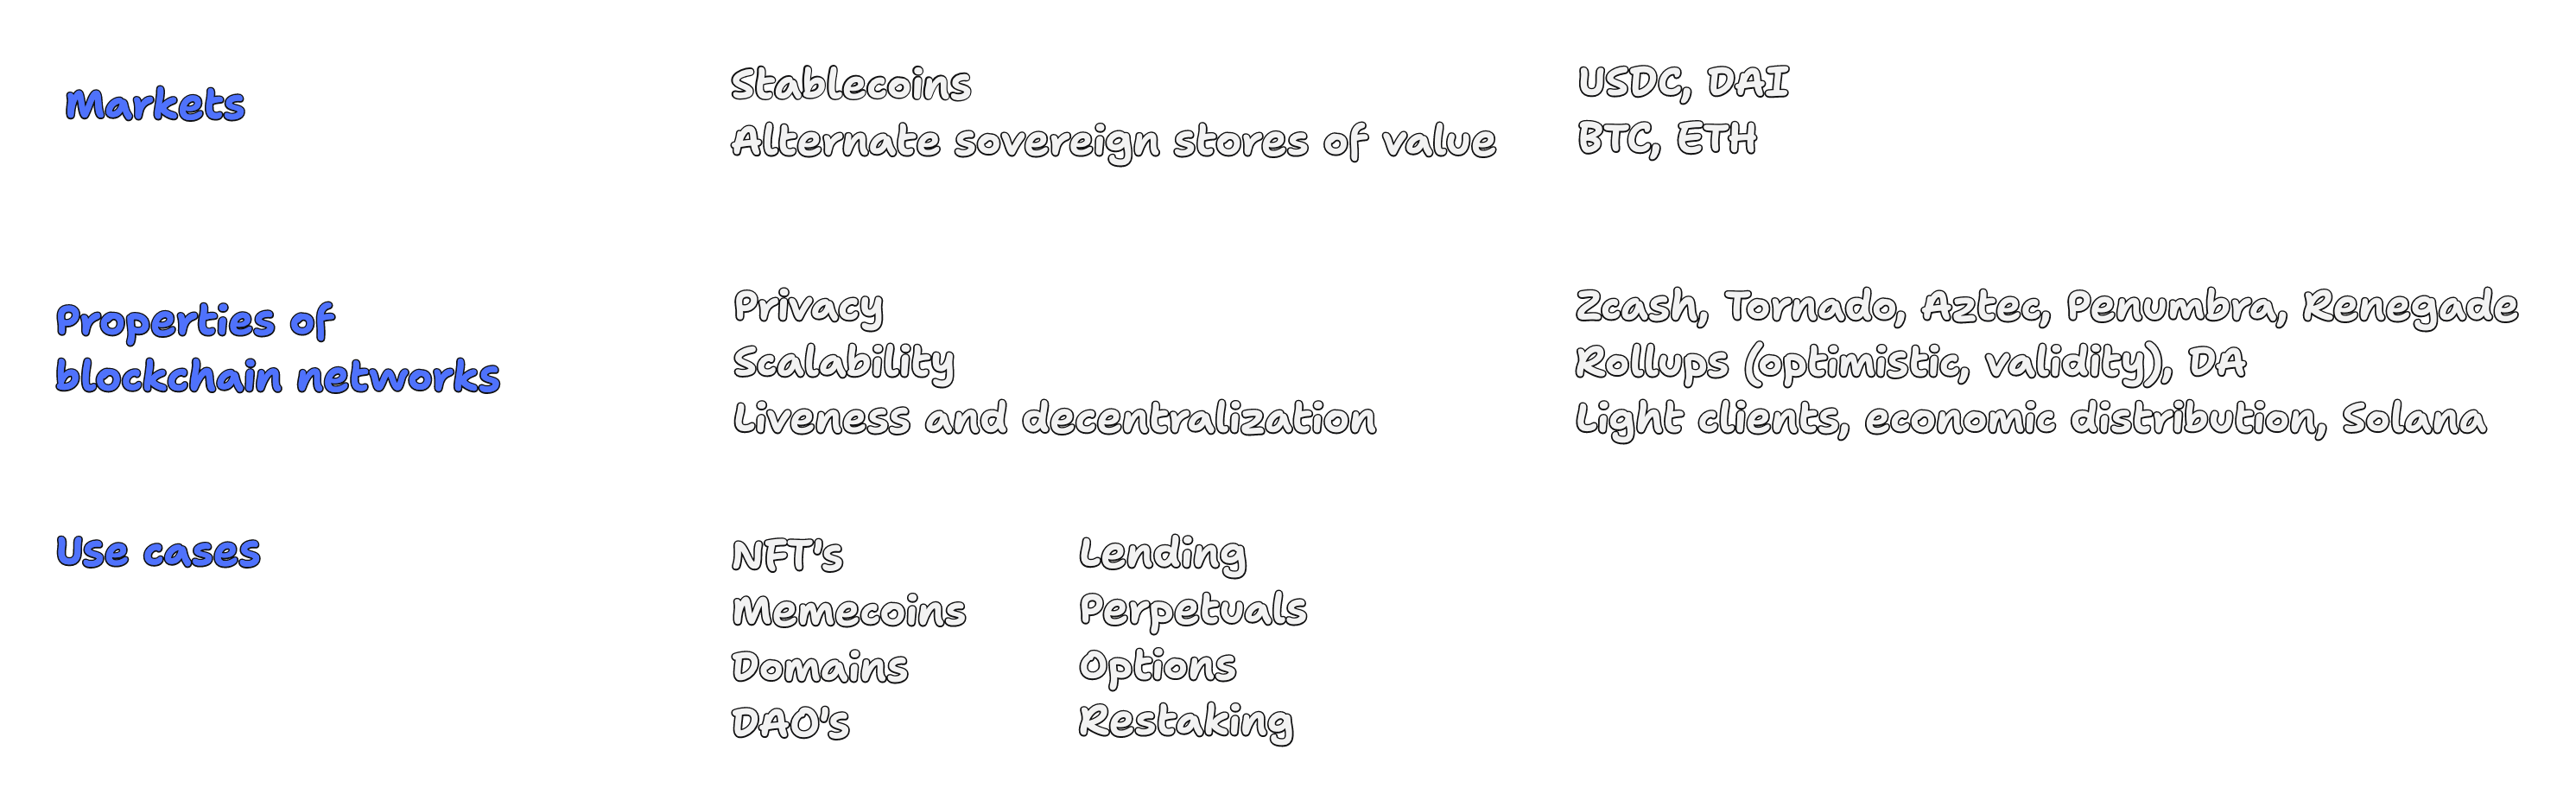 Markets
Stablecoins
USDC, DAI
Alternate sovereign stores of value
BTC, ETH
Properties of
blockchain networks
Privacy
Zcash, Tornado, Aztec, Penumbra, Renegade
Scalability
Rollups (optimistic, validity), DA
Liveness and decentralization
Light clients, economic distribution, Solana
Use cases
NFT's
Lending
Memecoins
Perpetuals
Domains
Options
DAO's
Restaking